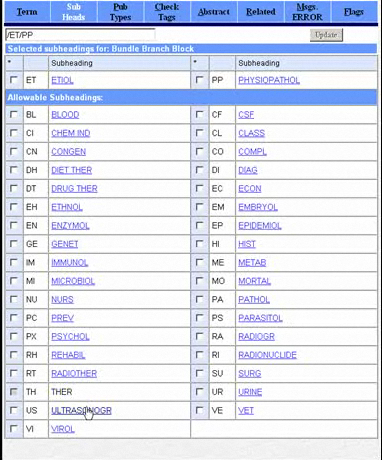 Term Sub Heads Pub Types Check Tags Abstract Related Msgs. ERROR Flags
/ET/PP Update
Selected subheadings for: Bundle Branch Block
* Subheading * Subheading
ET ETIOL PP PHYSIOPATHOL
Allowable Subheadings:
BL BLOOD CF CSF
CI CHEM IND CL CLASS
CN CONGEN CO COMPL
DH DIET THER DI DIAG
DT DRUG THER EC ECON
EH ETHNOL EM EMBRYOL
EN ENZYMOL EP EPIDEMIOL
GE GENET HI HIST
IM IMMUNOL ME METAB
MI MICROBIOL MO MORTAL
NU NURS PA PATHOL
PC PREV PS PARASITOL
PX PSYCHOL RA RADIOGR
RH REHABIL RI RADIONUCLIDE
RT RADIOTHER SU SURG
TH THER UR URINE
US ULTRASONOGR VE VET
VI VIROL